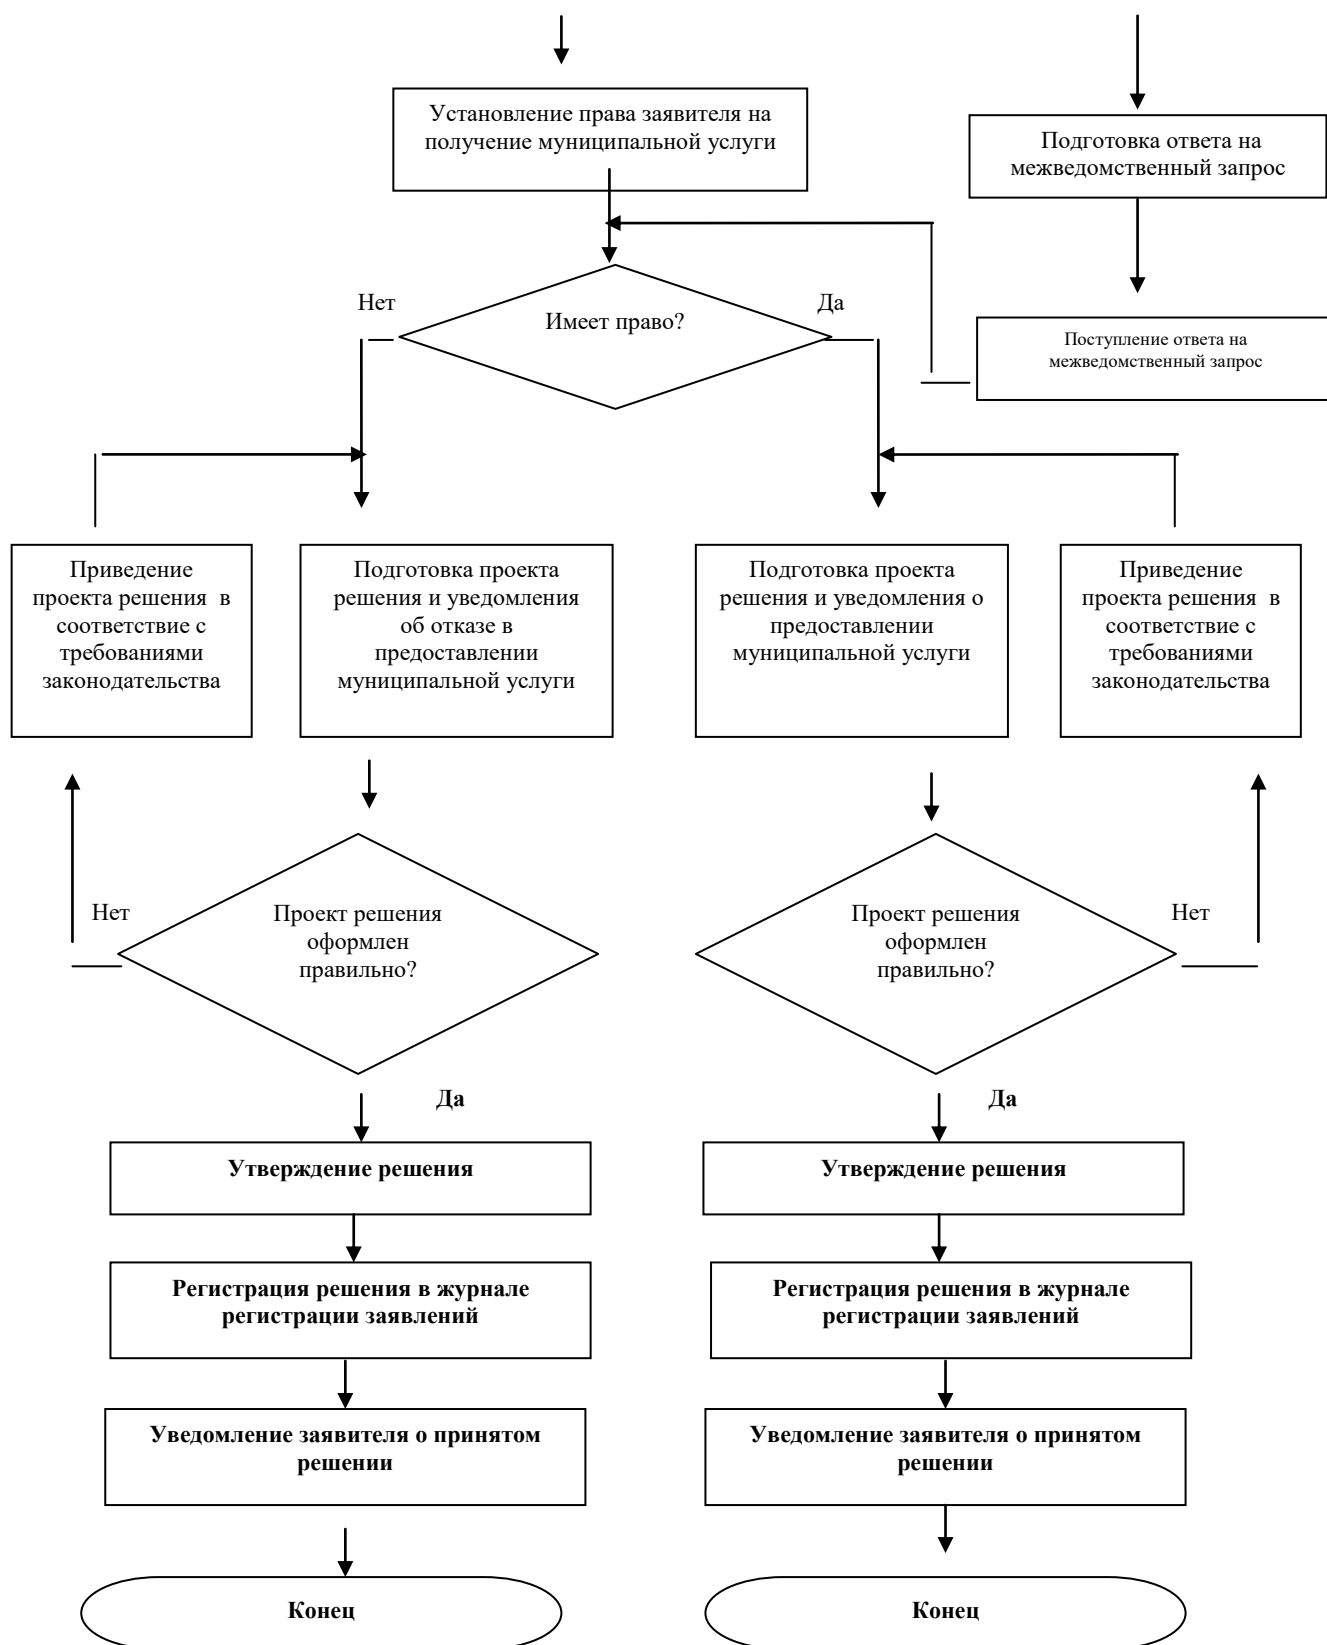 Установление права заявителя на
получение муниципальной услуги
Подготовка ответа на
межведомственный запрос
Нет
Да
Имеет право?
Поступление ответа на
межведомственный запрос
Приведение
проекта решения в
соответствие с
требованиями
законодательства
Подготовка проекта
решения и уведомления
об отказе в
предоставлении
муниципальной услуги
Подготовка проекта
решения и уведомления о
предоставлении
муниципальной услуги
Приведение
проекта решения в
соответствие с
требованиями
законодательства
Нет
Проект решения
оформлен
правильно?
Проект решения
оформлен
правильно?
Нет
Да
Да
Утверждение решения
Утверждение решения
Регистрация решения в журнале
регистрации заявлений
Регистрация решения в журнале
регистрации заявлений
Уведомление заявителя о принятом
решении
Уведомление заявителя о принятом
решении
Конец
Конец